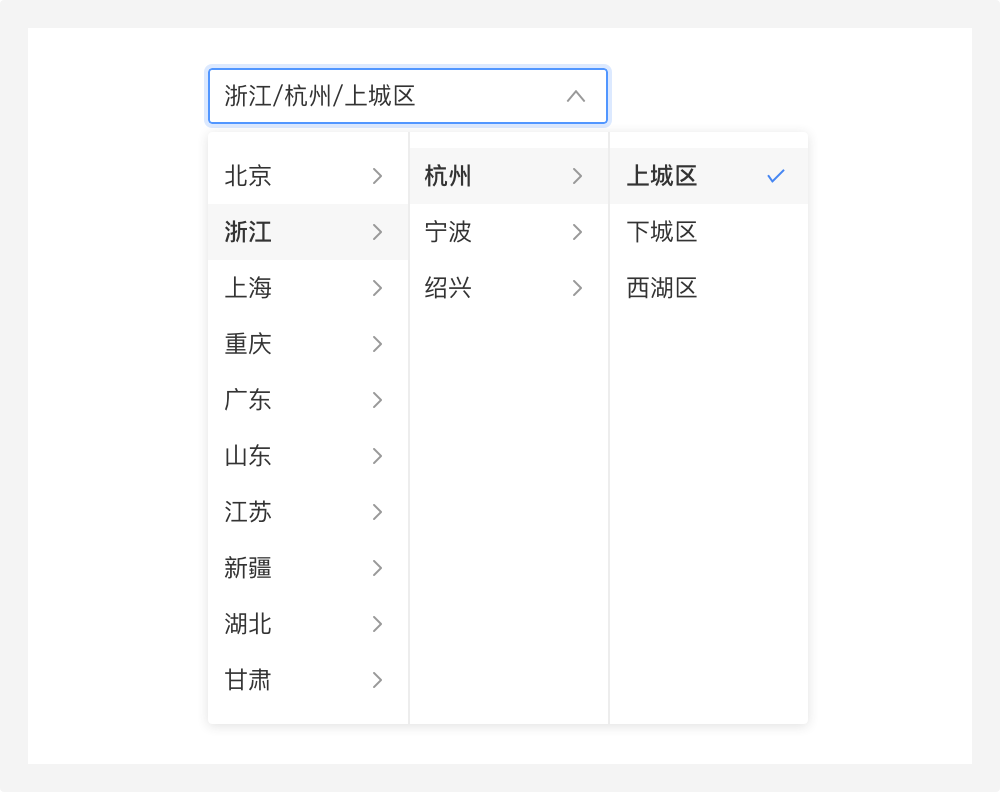 浙江/杭州/上城区
北京
浙江
上海
重庆
广东
山东
江苏
新疆
湖北
甘肃
杭州
宁波
绍兴
上城区
下城区
西湖区